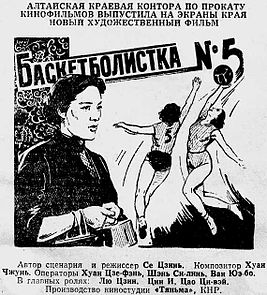 АЛТАЙСКАЯ КРАЕВАЯ КОНТОРА ПО ПРОКАТУ
КИНОФИЛЬМОВ ВЫПУСТИЛА НА ЭКРАНЫ КРАЯ
НОВЫЙ ХУДОЖЕСТВЕННЫЙ ФИЛЬМ
БАСКЕТБОЛИСТКА №5
5
Автор сценария и режиссер Се Цзинь. Композитор Хуан
Чжунь. Операторы Хуан Цзе-Фэнь, Шэнь Си-линь, Ван Юэ-бо.
В главных ролях: Лю Цзин, Цин И, Цао Ци-вэй.
Производство киностудии «Тяньма», КНР.